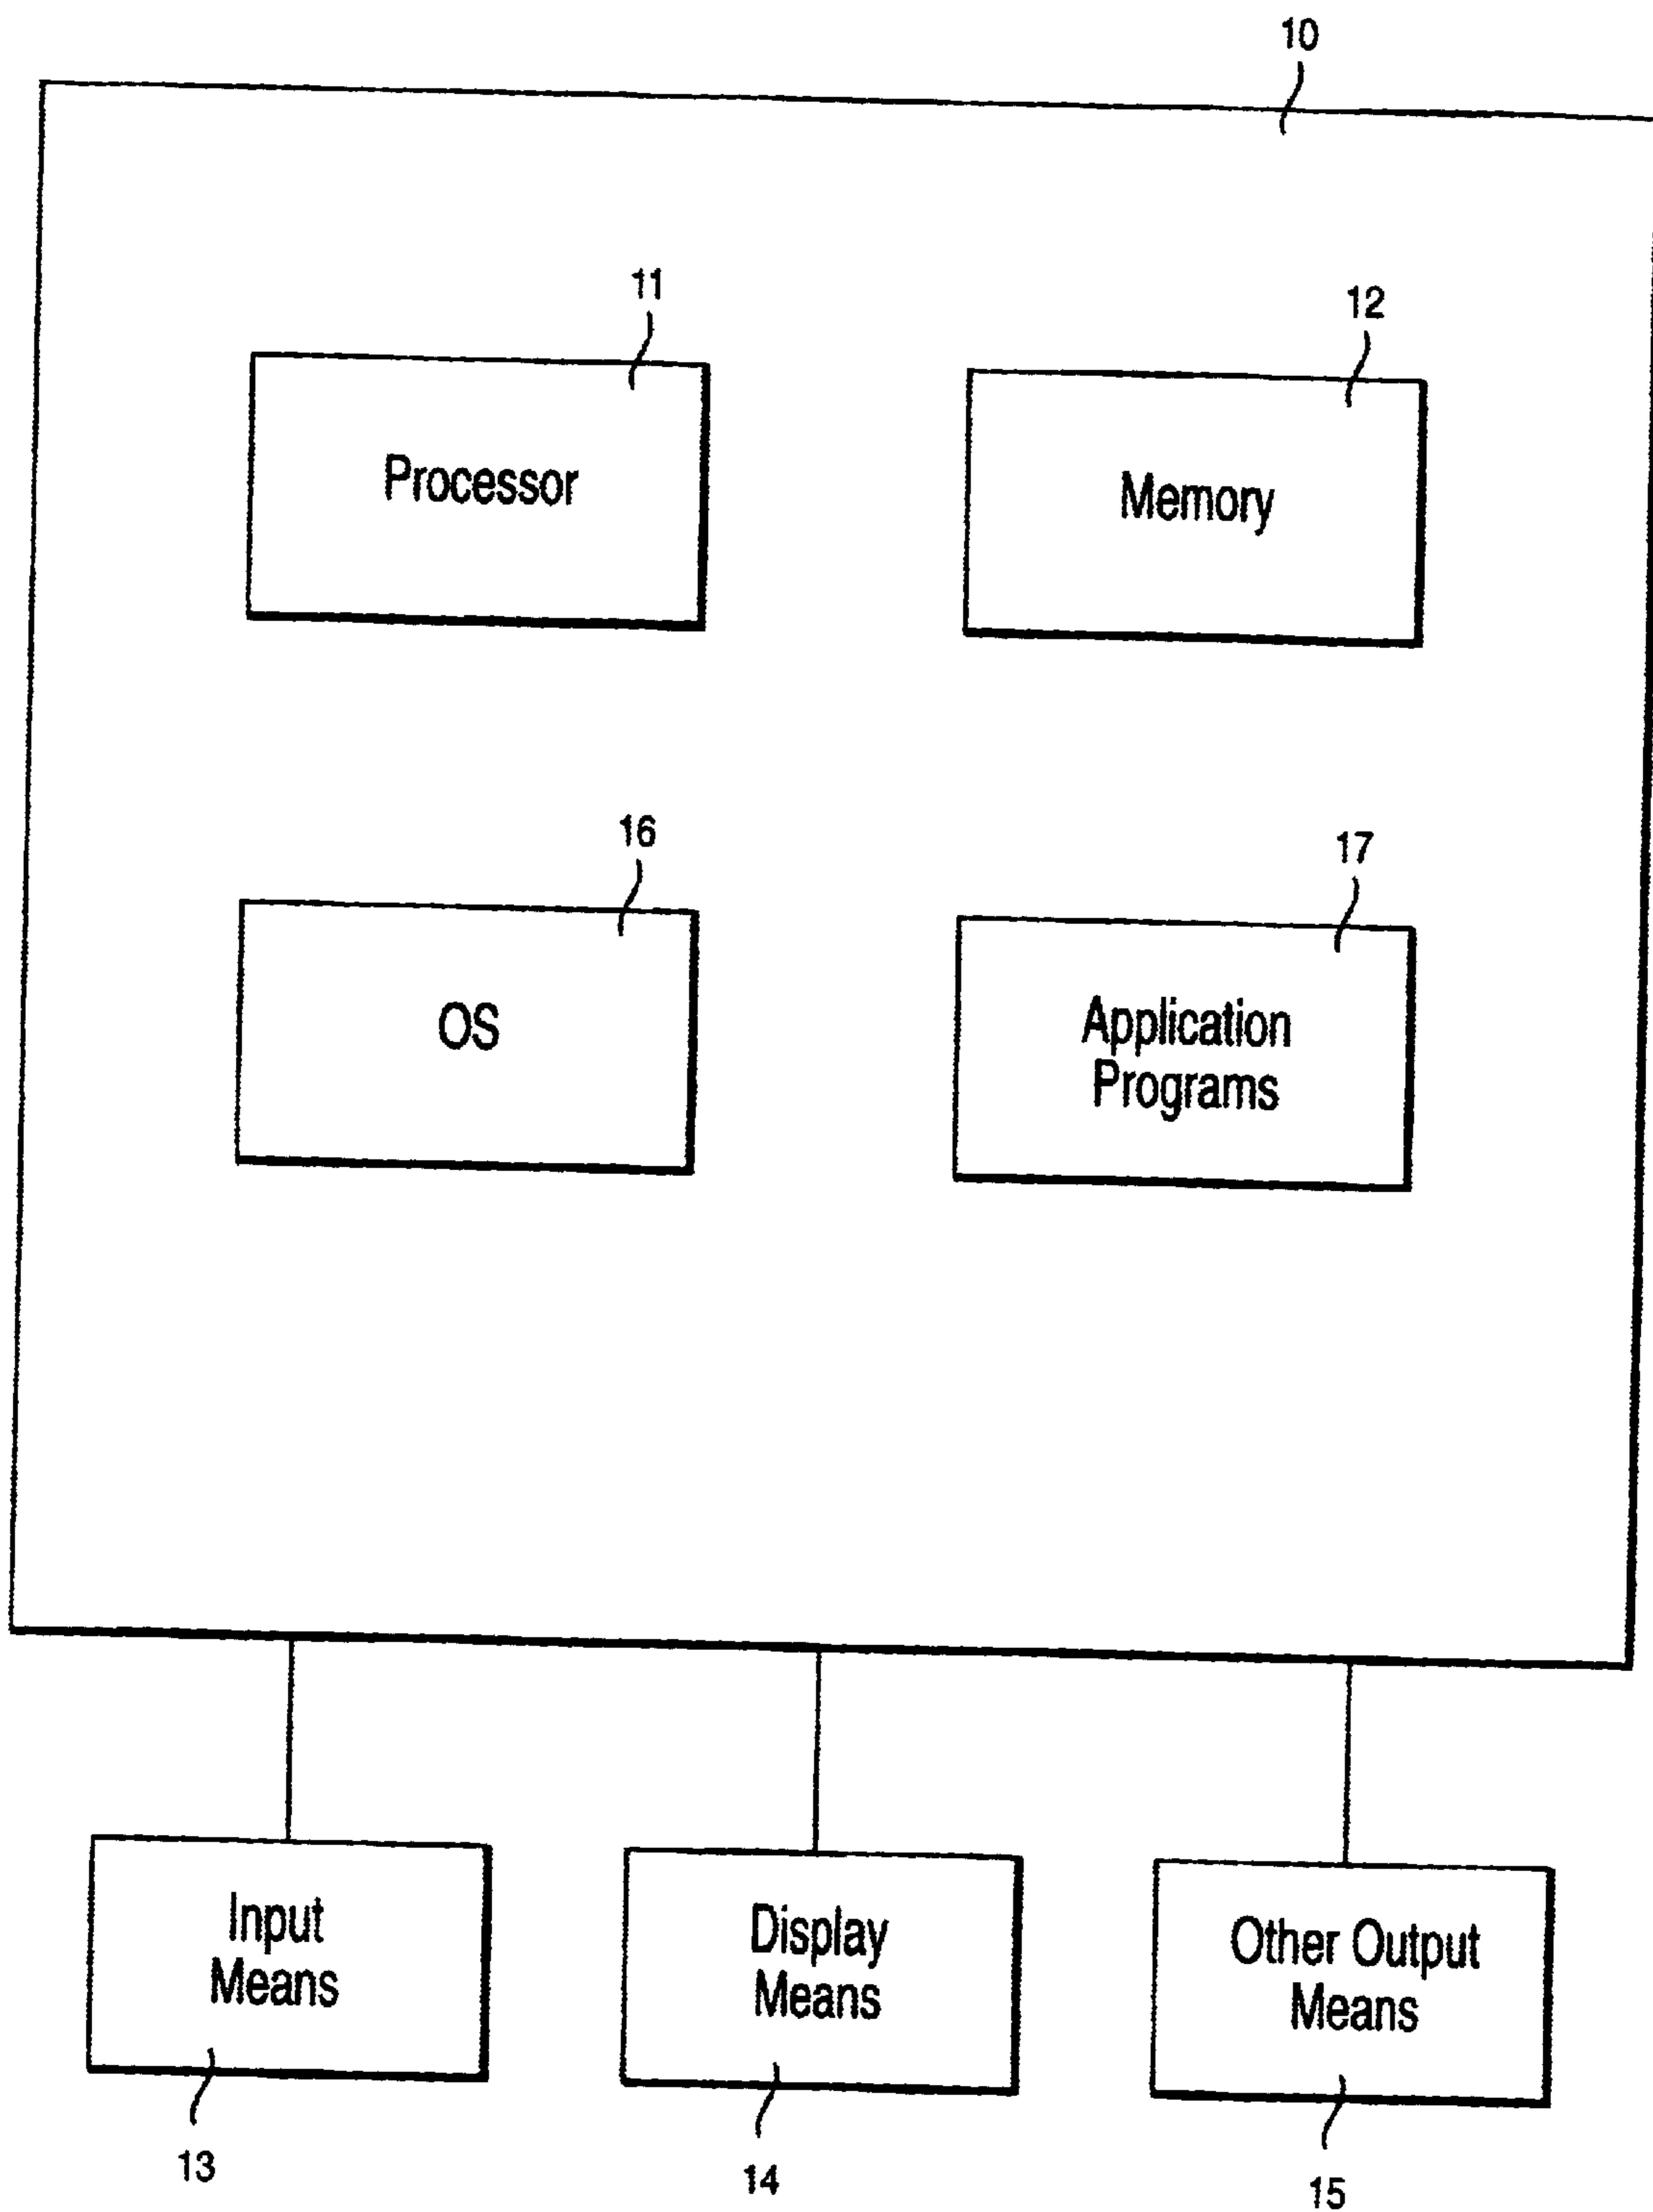 10
11
12
Processor
Memory
16
17
OS
Application
Programs
Input
Means
Display
Means
Other Output
Means
13
14
15